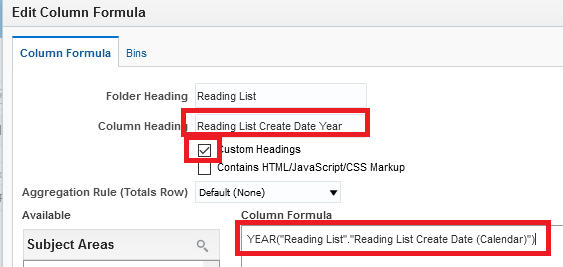 Edit Column Formula
Column Formula
Bins
Folder Heading Reading List
Column Heading Reading List Create Date Year
Custom Headings
Contains HTML/JavaScript/CSS Markup
Aggregation Rule (Totals Row) Default (None)
Available
Column Formula
Subject Areas
YEAR("Reading List"."Reading List Create Date (Calendar)")